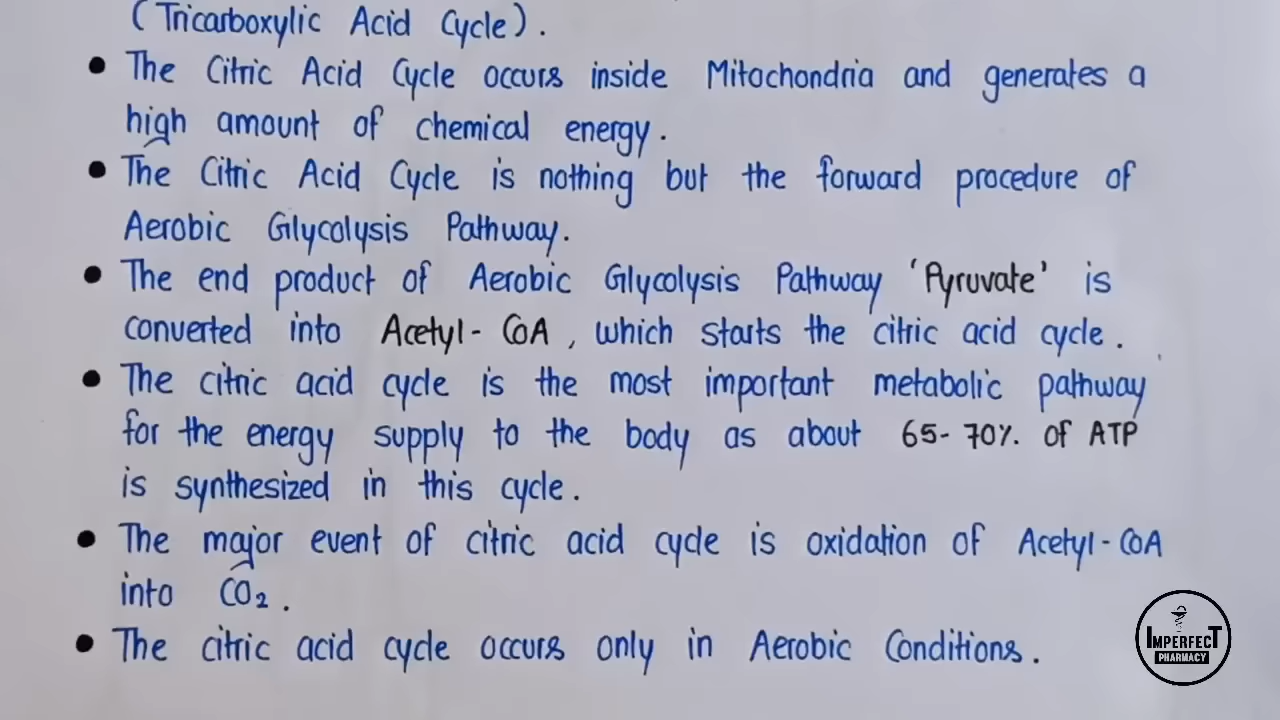 (Tricarboxylic Acid Cycle).
• The Citric Acid Cycle occurs inside Mitochondria and generates a
high amount of chemical energy.
• The Citric Acid Cycle is nothing but the forward procedure of
Aerobic Glycolysis Pathway.
• The end product of Aerobic Glycolysis Pathway 'Pyruvate' is
converted into Acetyl-CoA, which starts the citric acid cycle.
• The citric acid cycle is the most important metabolic pathway
for the energy supply to the body as about 65-70% of ATP
is synthesized in this cycle.
• The major event of citric acid cycle is oxidation of Acetyl-CoA
into CO₂.
• The citric acid cycle occurs only in Aerobic Conditions.
IMPERFECT
PHARMACY